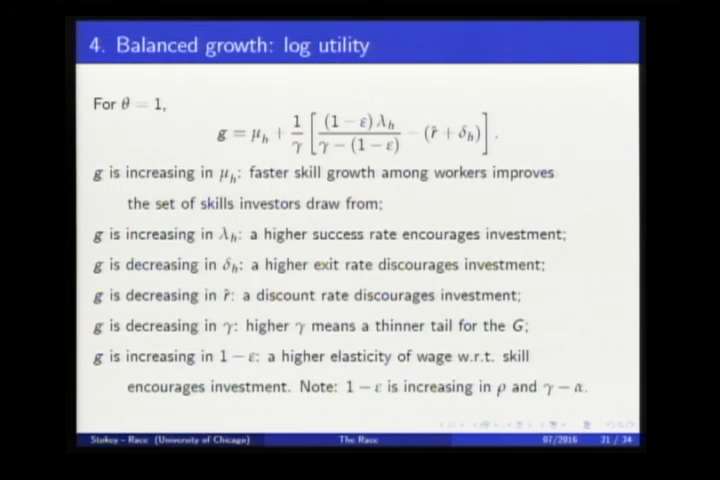 4. Balanced growth: log utility
For θ = 1,
g = μ_h + 1/γ [ (1 − ε) λ_h / (γ − (1 − ε)) − (r̂ + δ_h) ] .
g is increasing in μ_h: faster skill growth among workers improves
the set of skills investors draw from;
g is increasing in λ_h: a higher success rate encourages investment;
g is decreasing in δ_h: a higher exit rate discourages investment;
g is decreasing in r̂: a discount rate discourages investment;
g is decreasing in γ: higher γ means a thinner tail for the G;
g is increasing in 1 − ε: a higher elasticity of wage w.r.t. skill
encourages investment. Note: 1 − ε is increasing in ρ and γ − α.
Stokey – Race (University of Chicago) The Race 07/2016 31 / 34